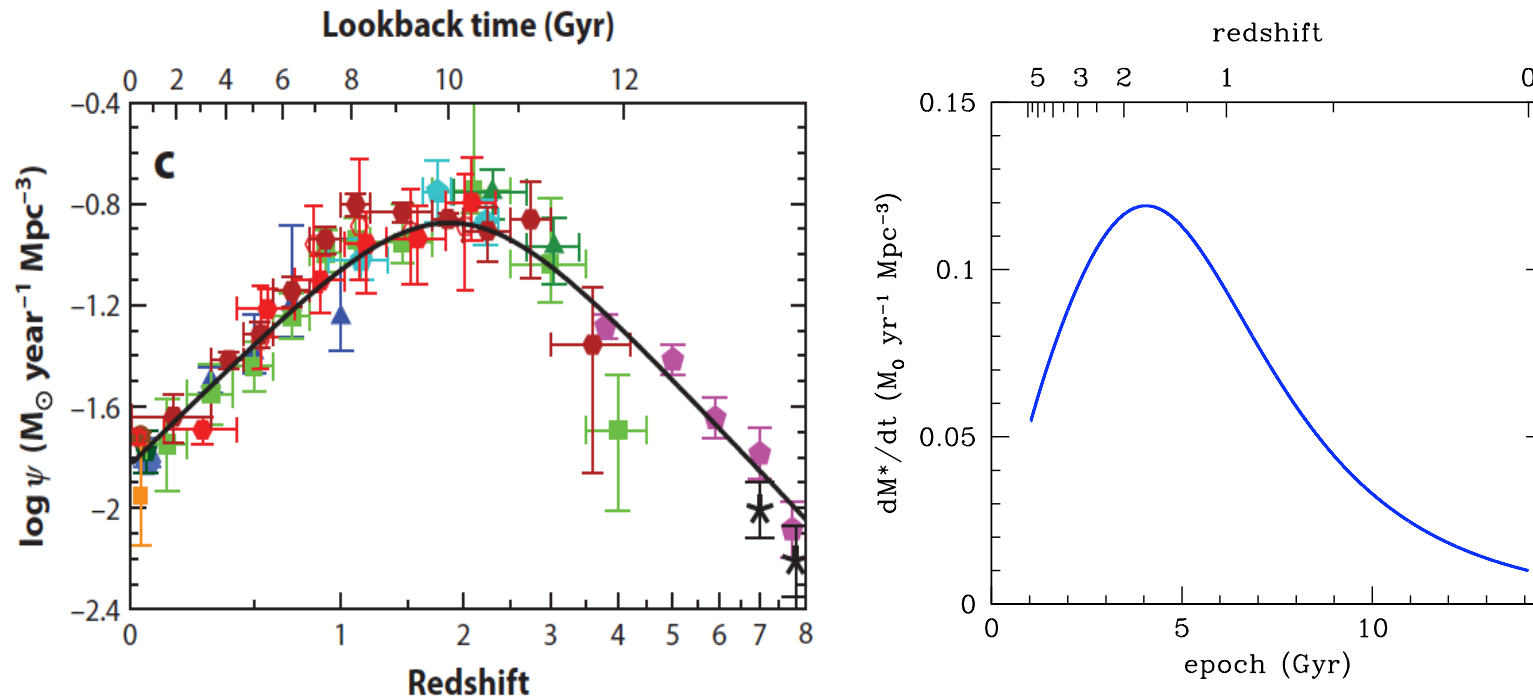 Lookback time (Gyr)
0 2 4 6 8 10 12
−0.4
−0.8
−1.2
−1.6
−2
−2.4
c
log ψ (M⊙ year−1 Mpc−3)
0 1 2 3 4 5 6 7 8
Redshift
redshift
5 3 2 1 0
0.15
0.1
0.05
0
dM*/dt (M⊙ yr−1 Mpc−3)
0 5 10
epoch (Gyr)